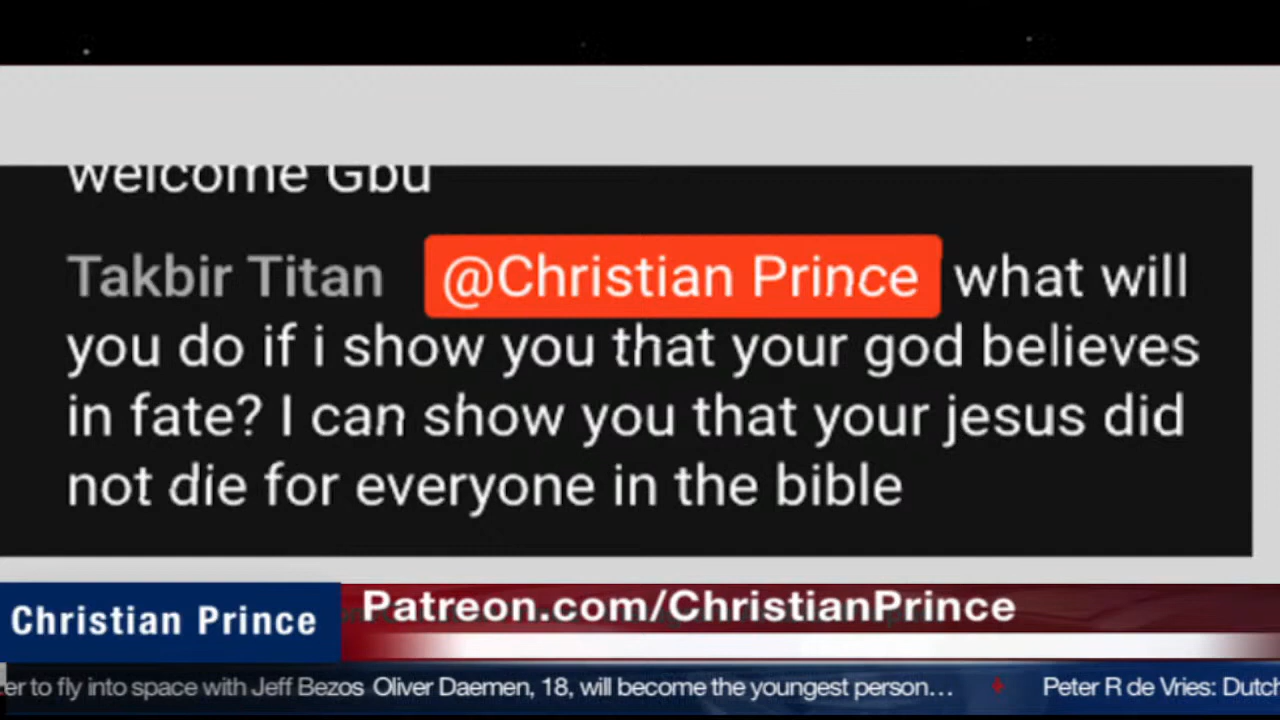 welcome Gbu
Takbir Titan @Christian Prince what will
you do if i show you that your god believes
in fate? I can show you that your jesus did
not die for everyone in the bible
Christian Prince
Patreon.com/ChristianPrince
er to fly into space with Jeff Bezos Oliver Daemen, 18, will become the youngest person... Peter R de Vries: Dutch